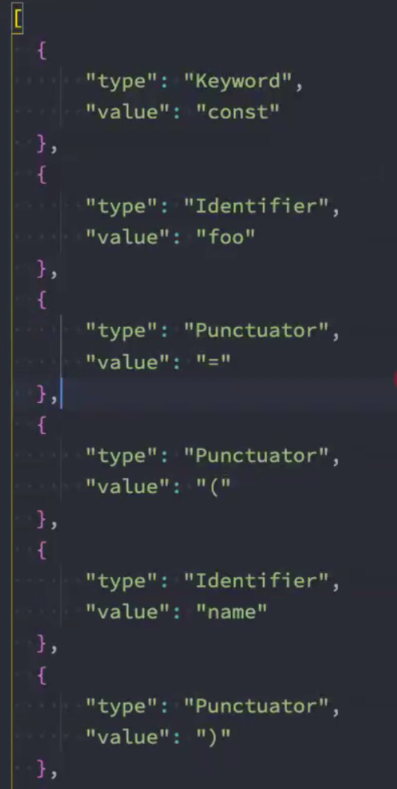 [
{
"type": "Keyword",
"value": "const"
},
{
"type": "Identifier",
"value": "foo"
},
{
"type": "Punctuator",
"value": "="
},
{
"type": "Punctuator",
"value": "("
},
{
"type": "Identifier",
"value": "name"
},
{
"type": "Punctuator",
"value": ")"
},